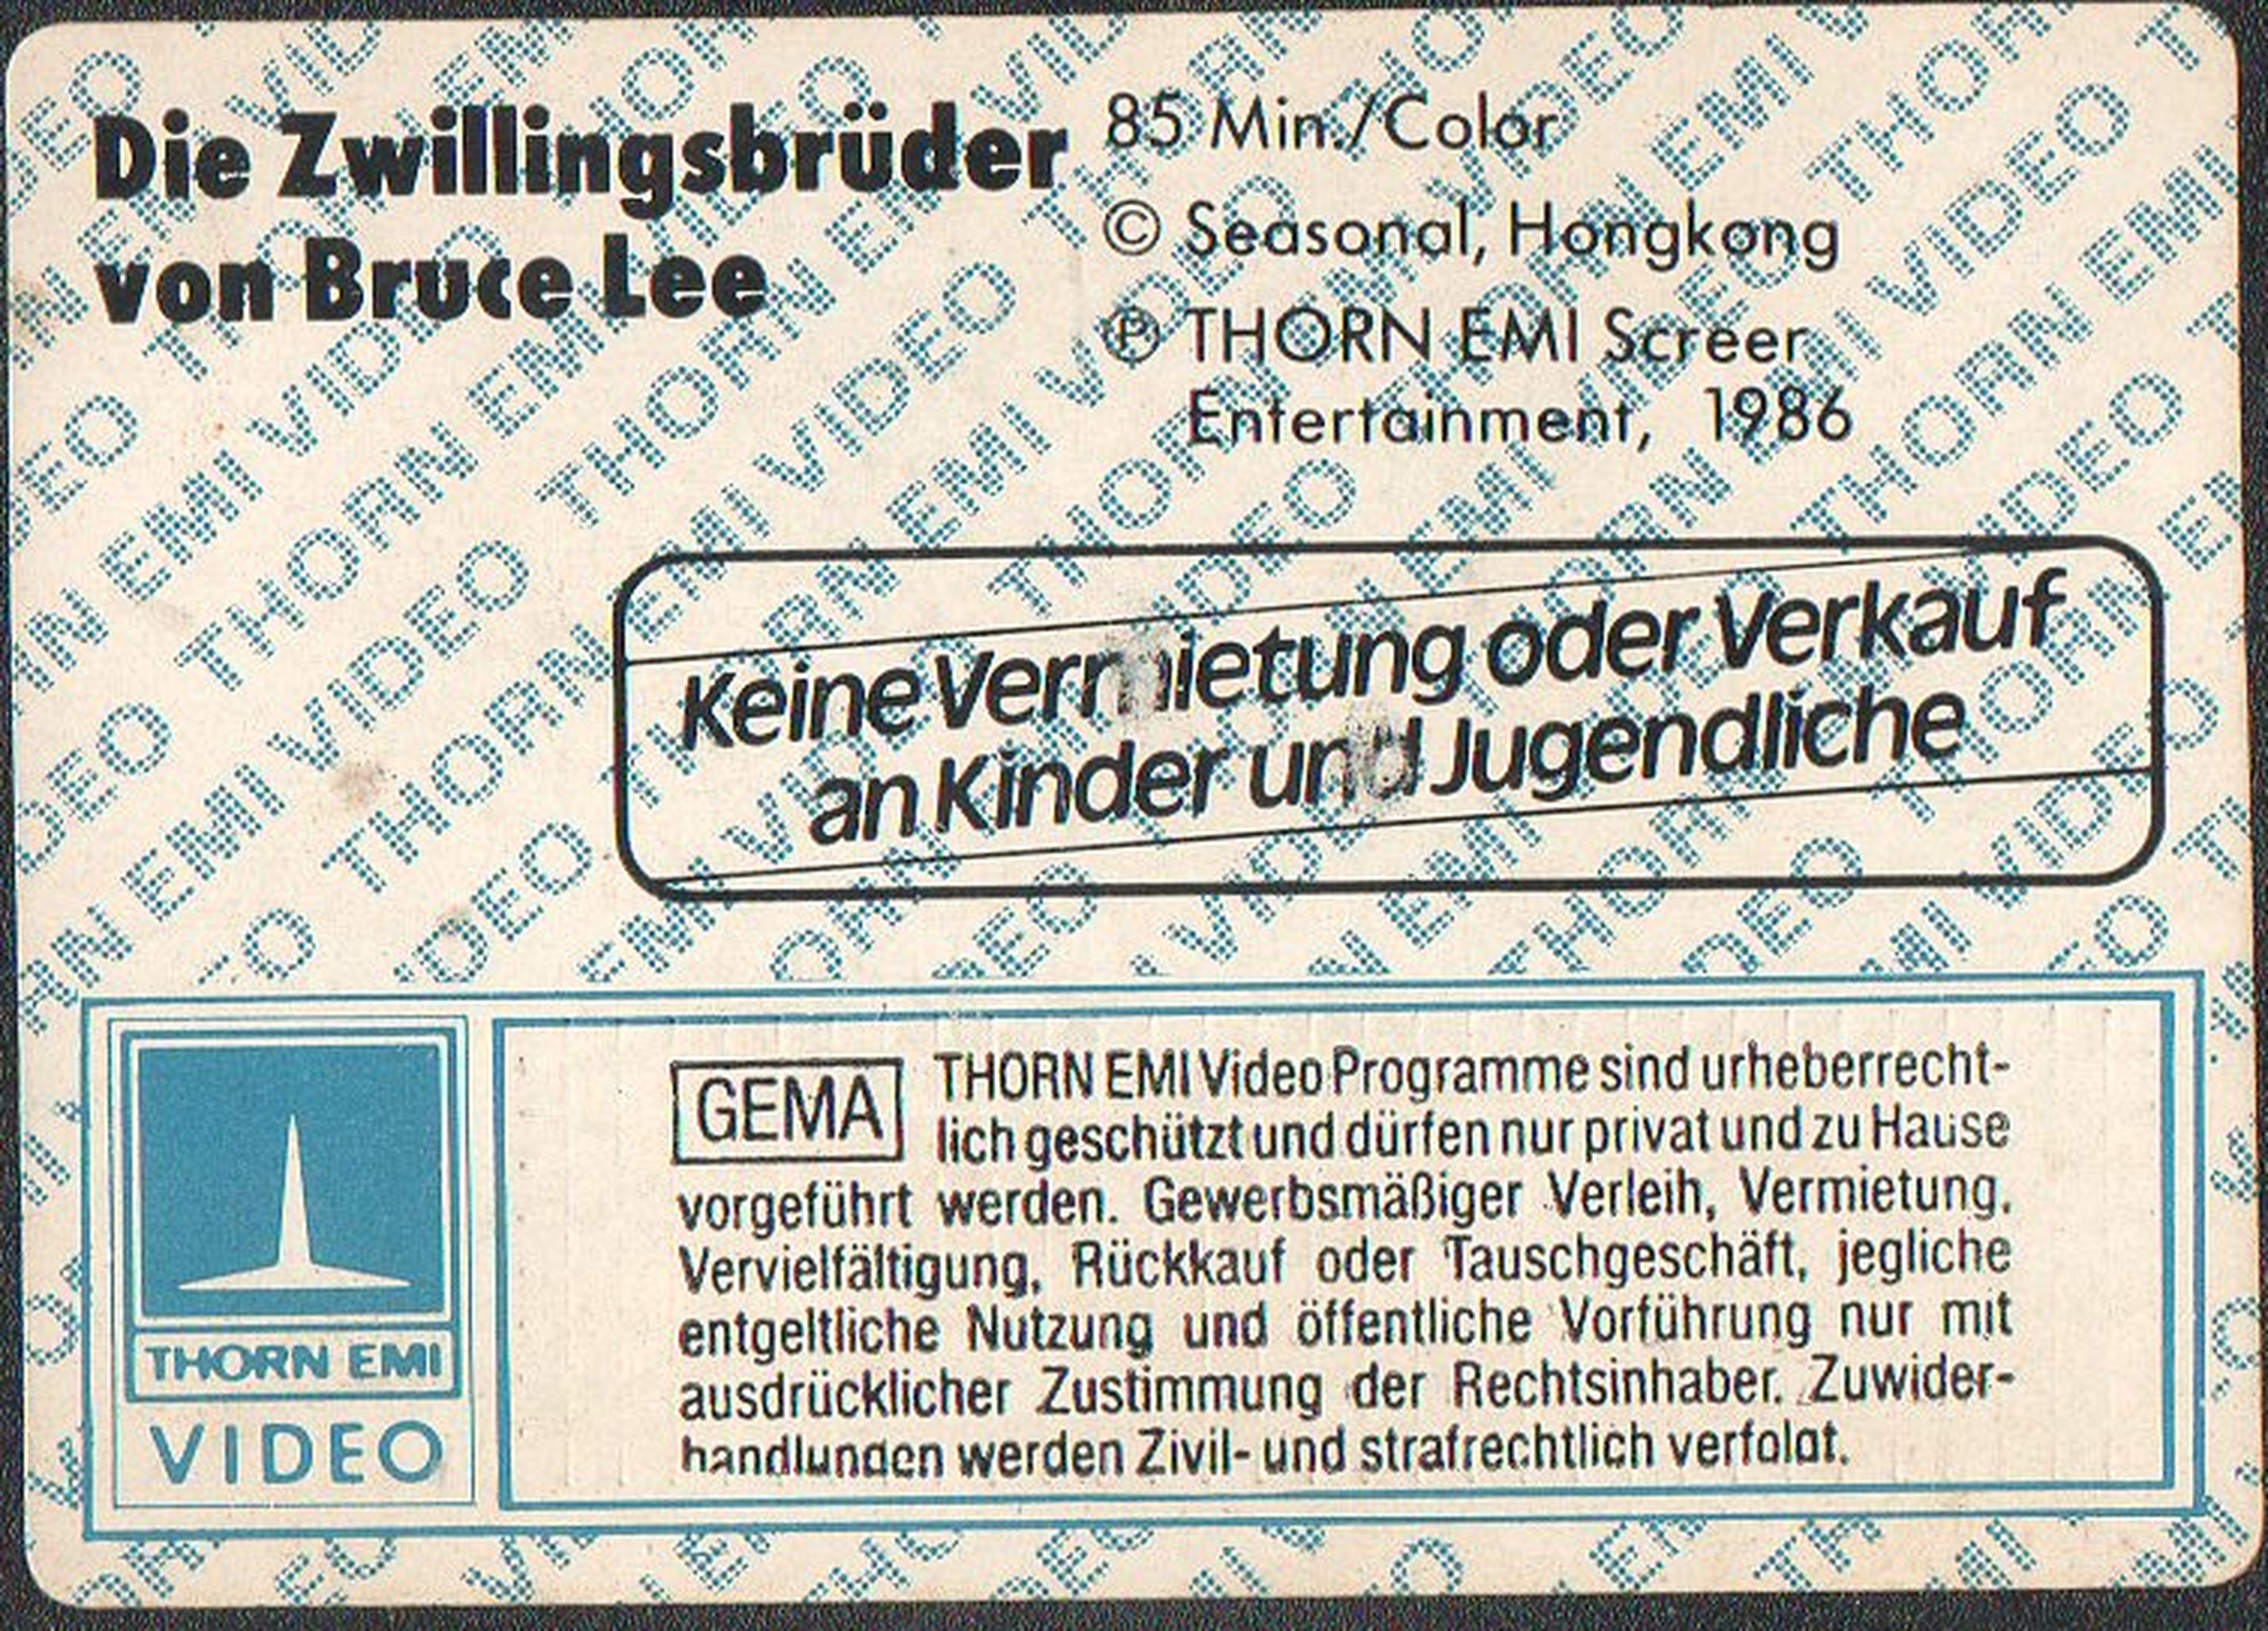 Die Zwillingsbrüder
von Bruce Lee
85 Min./Color
© Seasonal, Hongkong
℗ THORN EMI Screer
Entertainment, 1986
Keine Vermietung oder Verkauf
an Kinder und Jugendliche
THORN EMI
VIDEO
GEMA
THORN EMI Video Programme sind urheberrecht-
lich geschützt und dürfen nur privat und zu Hause
vorgeführt werden. Gewerbsmäßiger Verleih, Vermietung.
Vervielfältigung, Rückkauf oder Tauschgeschäft, jegliche
entgeltliche Nutzung und öffentliche Vorführung nur mit
ausdrücklicher Zustimmung der Rechtsinhaber. Zuwider-
handlungen werden Zivil- und strafrechtlich verfolgt.